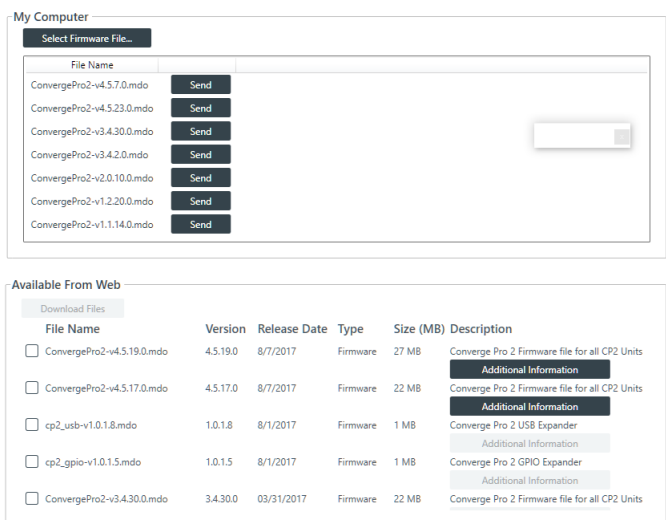 My Computer
Select Firmware File...
File Name
ConvergePro2-v4.5.7.0.mdo Send
ConvergePro2-v4.5.23.0.mdo Send
ConvergePro2-v3.4.30.0.mdo Send
ConvergePro2-v3.4.2.0.mdo Send
ConvergePro2-v2.0.10.0.mdo Send
ConvergePro2-v1.2.20.0.mdo Send
ConvergePro2-v1.1.14.0.mdo Send
Available From Web
Download Files
File Name Version Release Date Type Size (MB) Description
ConvergePro2-v4.5.19.0.mdo 4.5.19.0 8/7/2017 Firmware 27 MB Converge Pro 2 Firmware file for all CP2 Units
Additional Information
ConvergePro2-v4.5.17.0.mdo 4.5.17.0 8/7/2017 Firmware 22 MB Converge Pro 2 Firmware file for all CP2 Units
Additional Information
cp2_usb-v1.0.1.8.mdo 1.0.1.8 8/1/2017 Firmware 1 MB Converge Pro 2 USB Expander
Additional Information
cp2_gpio-v1.0.1.5.mdo 1.0.1.5 8/1/2017 Firmware 1 MB Converge Pro 2 GPIO Expander
Additional Information
ConvergePro2-v3.4.30.0.mdo 3.4.30.0 03/31/2017 Firmware 22 MB Converge Pro 2 Firmware file for all CP2 Units